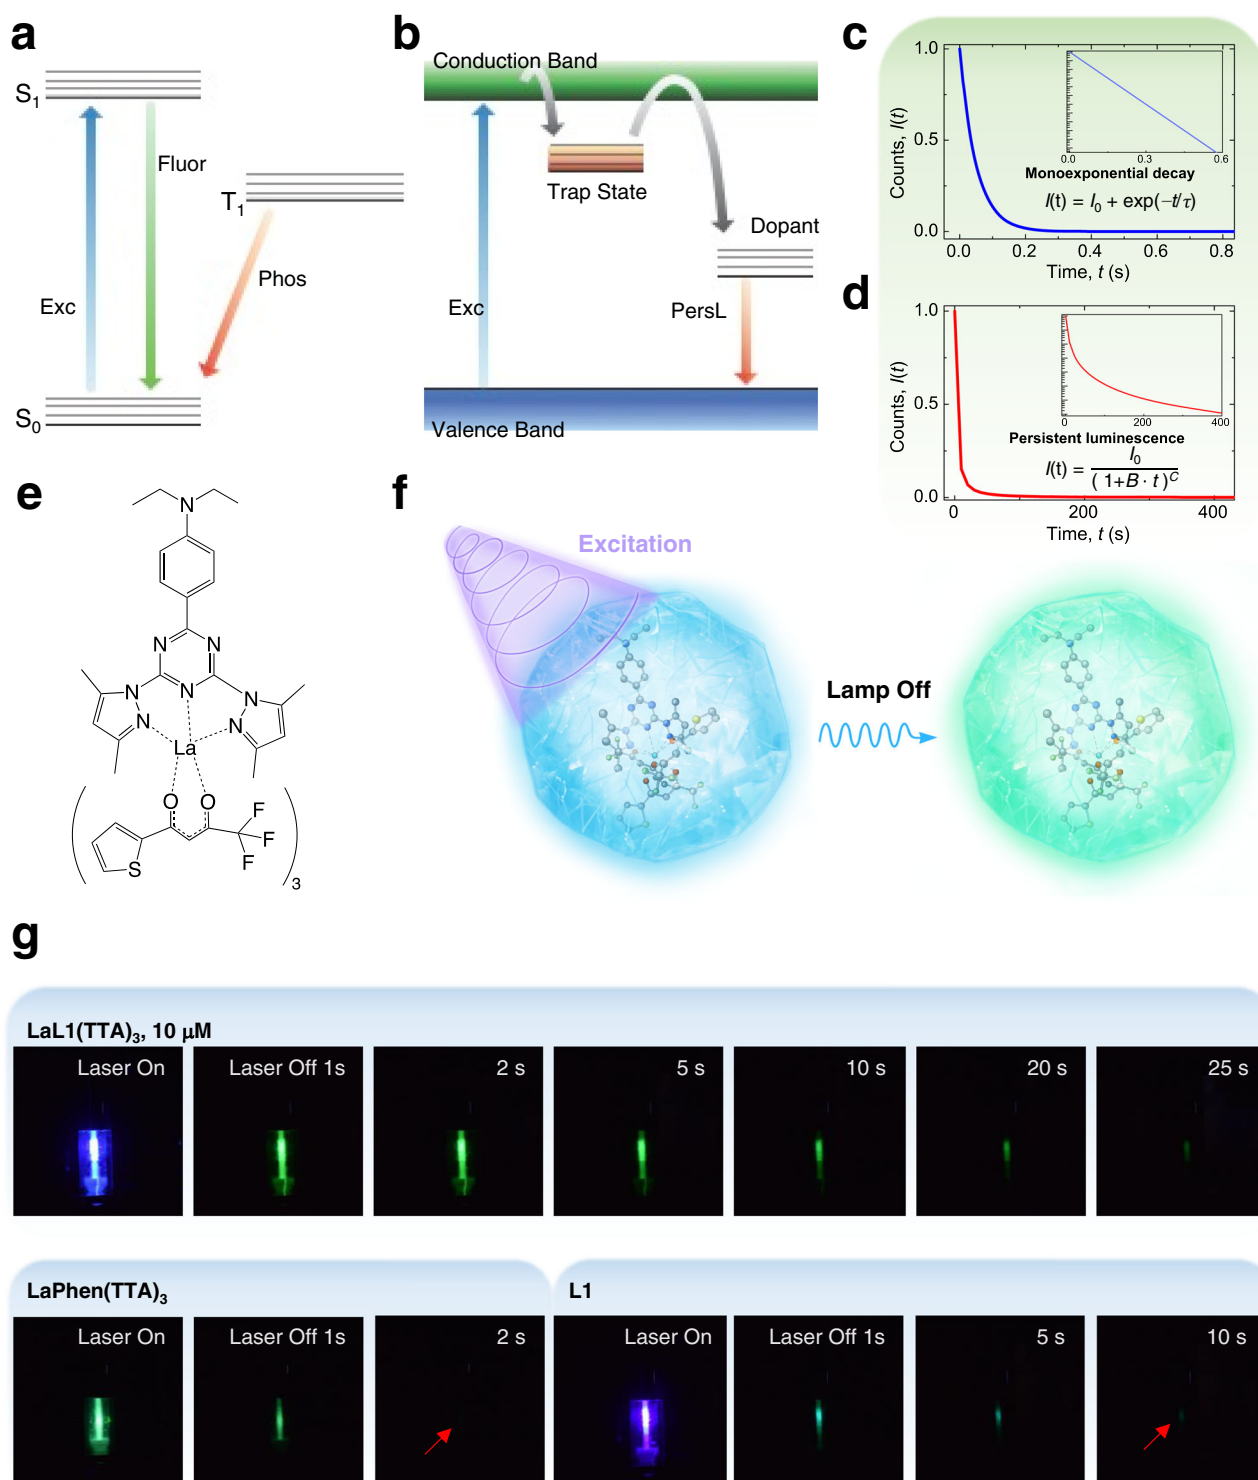 a
S1
Fluor
T1
Phos
Exc
S0
b
Conduction Band
Trap State
Dopant
Exc
PersL
Valence Band
c
Counts, I(t)
1.0
0.5
0.0
0.0 0.3 0.6
Monoexponential decay
I(t) = I0 + exp(−t/τ)
0.0 0.2 0.4 0.6 0.8
Time, t (s)
d
Counts, I(t)
1.0
0.5
0.0
0 200 400
Persistent luminescence
I(t) = I0 / (1+B · t)^C
0 200 400
Time, t (s)
e
N
N N
N N N
N N
La
O O
F
F
F
S
3
f
Excitation
Lamp Off
g
LaL1(TTA)3, 10 μM
Laser On Laser Off 1s 2 s 5 s 10 s 20 s 25 s
LaPhen(TTA)3
Laser On Laser Off 1s 2 s
L1
Laser On Laser Off 1s 5 s 10 s